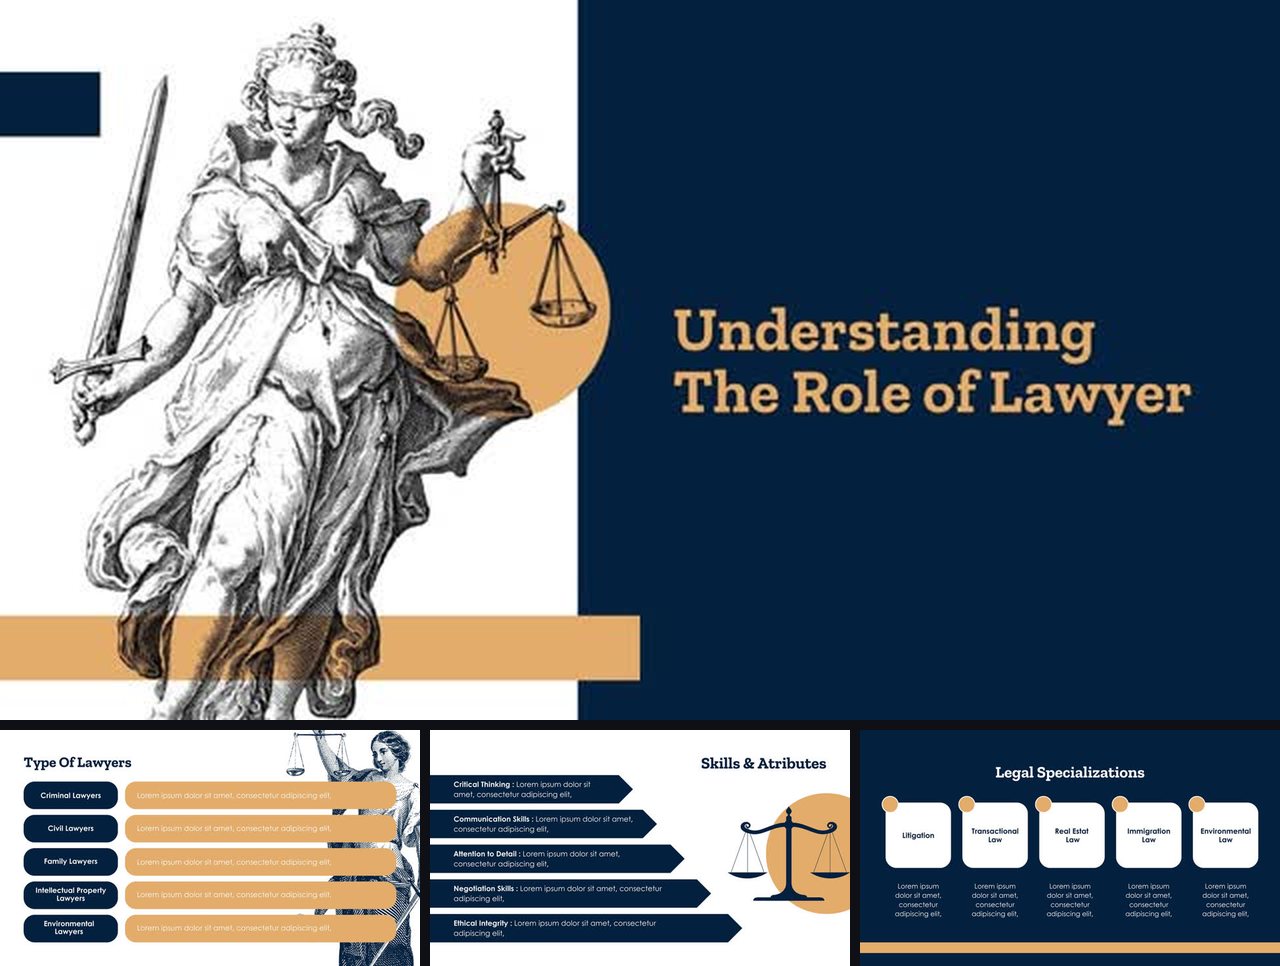 Understanding
The Role of Lawyer
Type Of Lawyers
Criminal Lawyers
Lorem ipsum dolor sit amet, consectetur adipiscing elit,
Civil Lawyers
Lorem ipsum dolor sit amet, consectetur adipiscing elit,
Family Lawyers
Lorem ipsum dolor sit amet, consectetur adipiscing elit,
Intellectual Property
Lawyers
Lorem ipsum dolor sit amet, consectetur adipiscing elit,
Environmental
Lawyers
Lorem ipsum dolor sit amet, consectetur adipiscing elit,
Skills & Atributes
Critical Thinking : Lorem ipsum dolor sit
amet, consectetur adipiscing elit,
Communication Skills : Lorem ipsum dolor sit amet,
consectetur adipiscing elit,
Attention to Detail : Lorem ipsum dolor sit amet,
consectetur adipiscing elit,
Negotiation Skills : Lorem ipsum dolor sit amet, consectetur
adipiscing elit,
Ethical Integrity : Lorem ipsum dolor sit amet, consectetur
adipiscing elit,
Legal Specializations
Litigation
Lorem ipsum
dolor sit amet,
consectetur
adipiscing elit,
Transactional
Law
Lorem ipsum
dolor sit amet,
consectetur
adipiscing elit,
Real Estat
Law
Lorem ipsum
dolor sit amet,
consectetur
adipiscing elit,
Immigration
Law
Lorem ipsum
dolor sit amet,
consectetur
adipiscing elit,
Environmental
Law
Lorem ipsum
dolor sit amet,
consectetur
adipiscing elit,